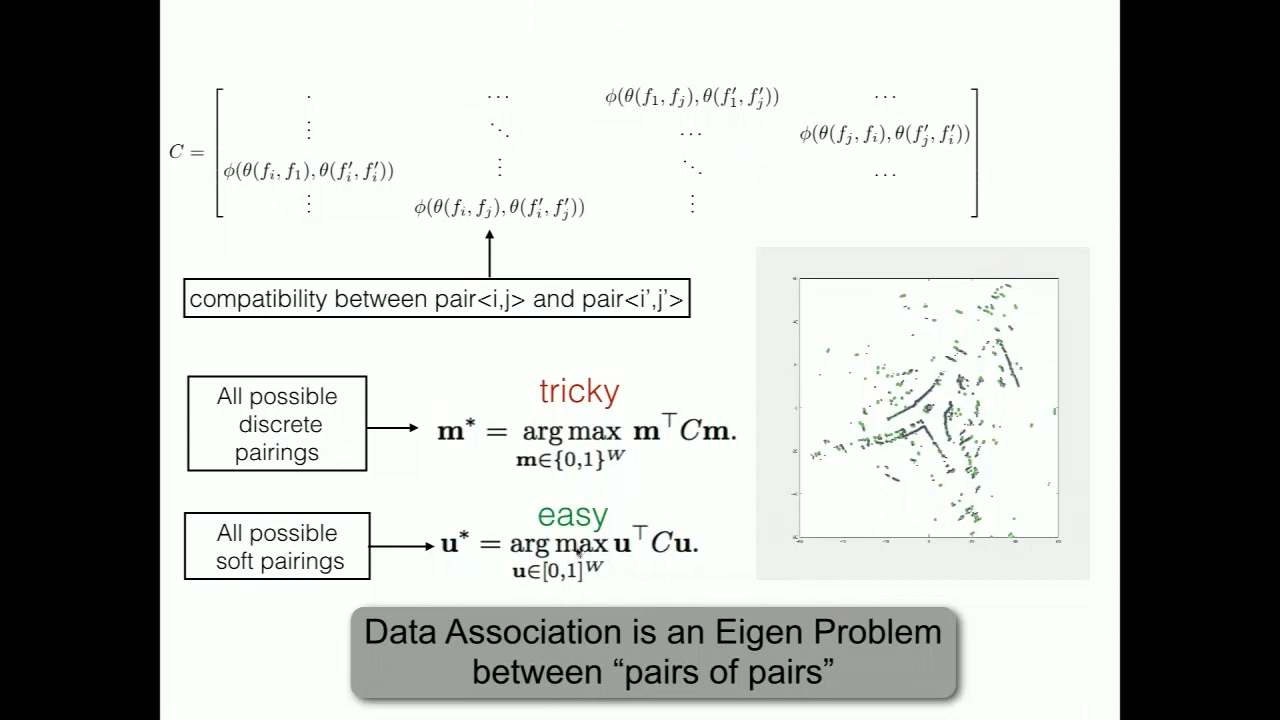 C =
· ⋯ ϕ(θ(f₁, fⱼ), θ(f′₁, f′ⱼ)) ⋯
⋮ ⋱ ⋯ ϕ(θ(fⱼ, fᵢ), θ(f′ⱼ, f′ᵢ))
ϕ(θ(fᵢ, f₁), θ(f′ᵢ, f′ᵢ)) ⋮ ⋱ ⋯
⋮ ϕ(θ(fᵢ, fⱼ), θ(f′ᵢ, f′ⱼ)) ⋮
compatibility between pair<i,j> and pair<i’,j’>
All possible
discrete
pairings
tricky
m* = arg max m⊤Cm.
m∈{0,1}^W
All possible
soft pairings
easy
u* = arg max u⊤Cu.
u∈[0,1]^W
Data Association is an Eigen Problem
between “pairs of pairs”